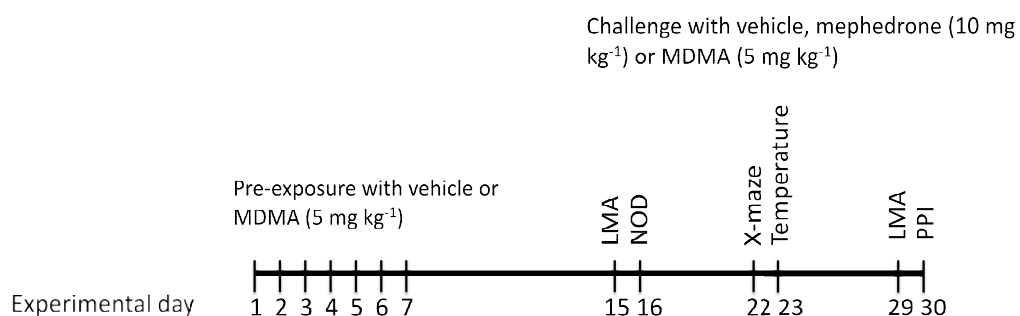 Challenge with vehicle, mephedrone (10 mg
kg⁻¹) or MDMA (5 mg kg⁻¹)
Pre-exposure with vehicle or
MDMA (5 mg kg⁻¹)
LMA
NOD
X-maze
Temperature
LMA
PPI
Experimental day 1 2 3 4 5 6 7 15 16 22 23 29 30